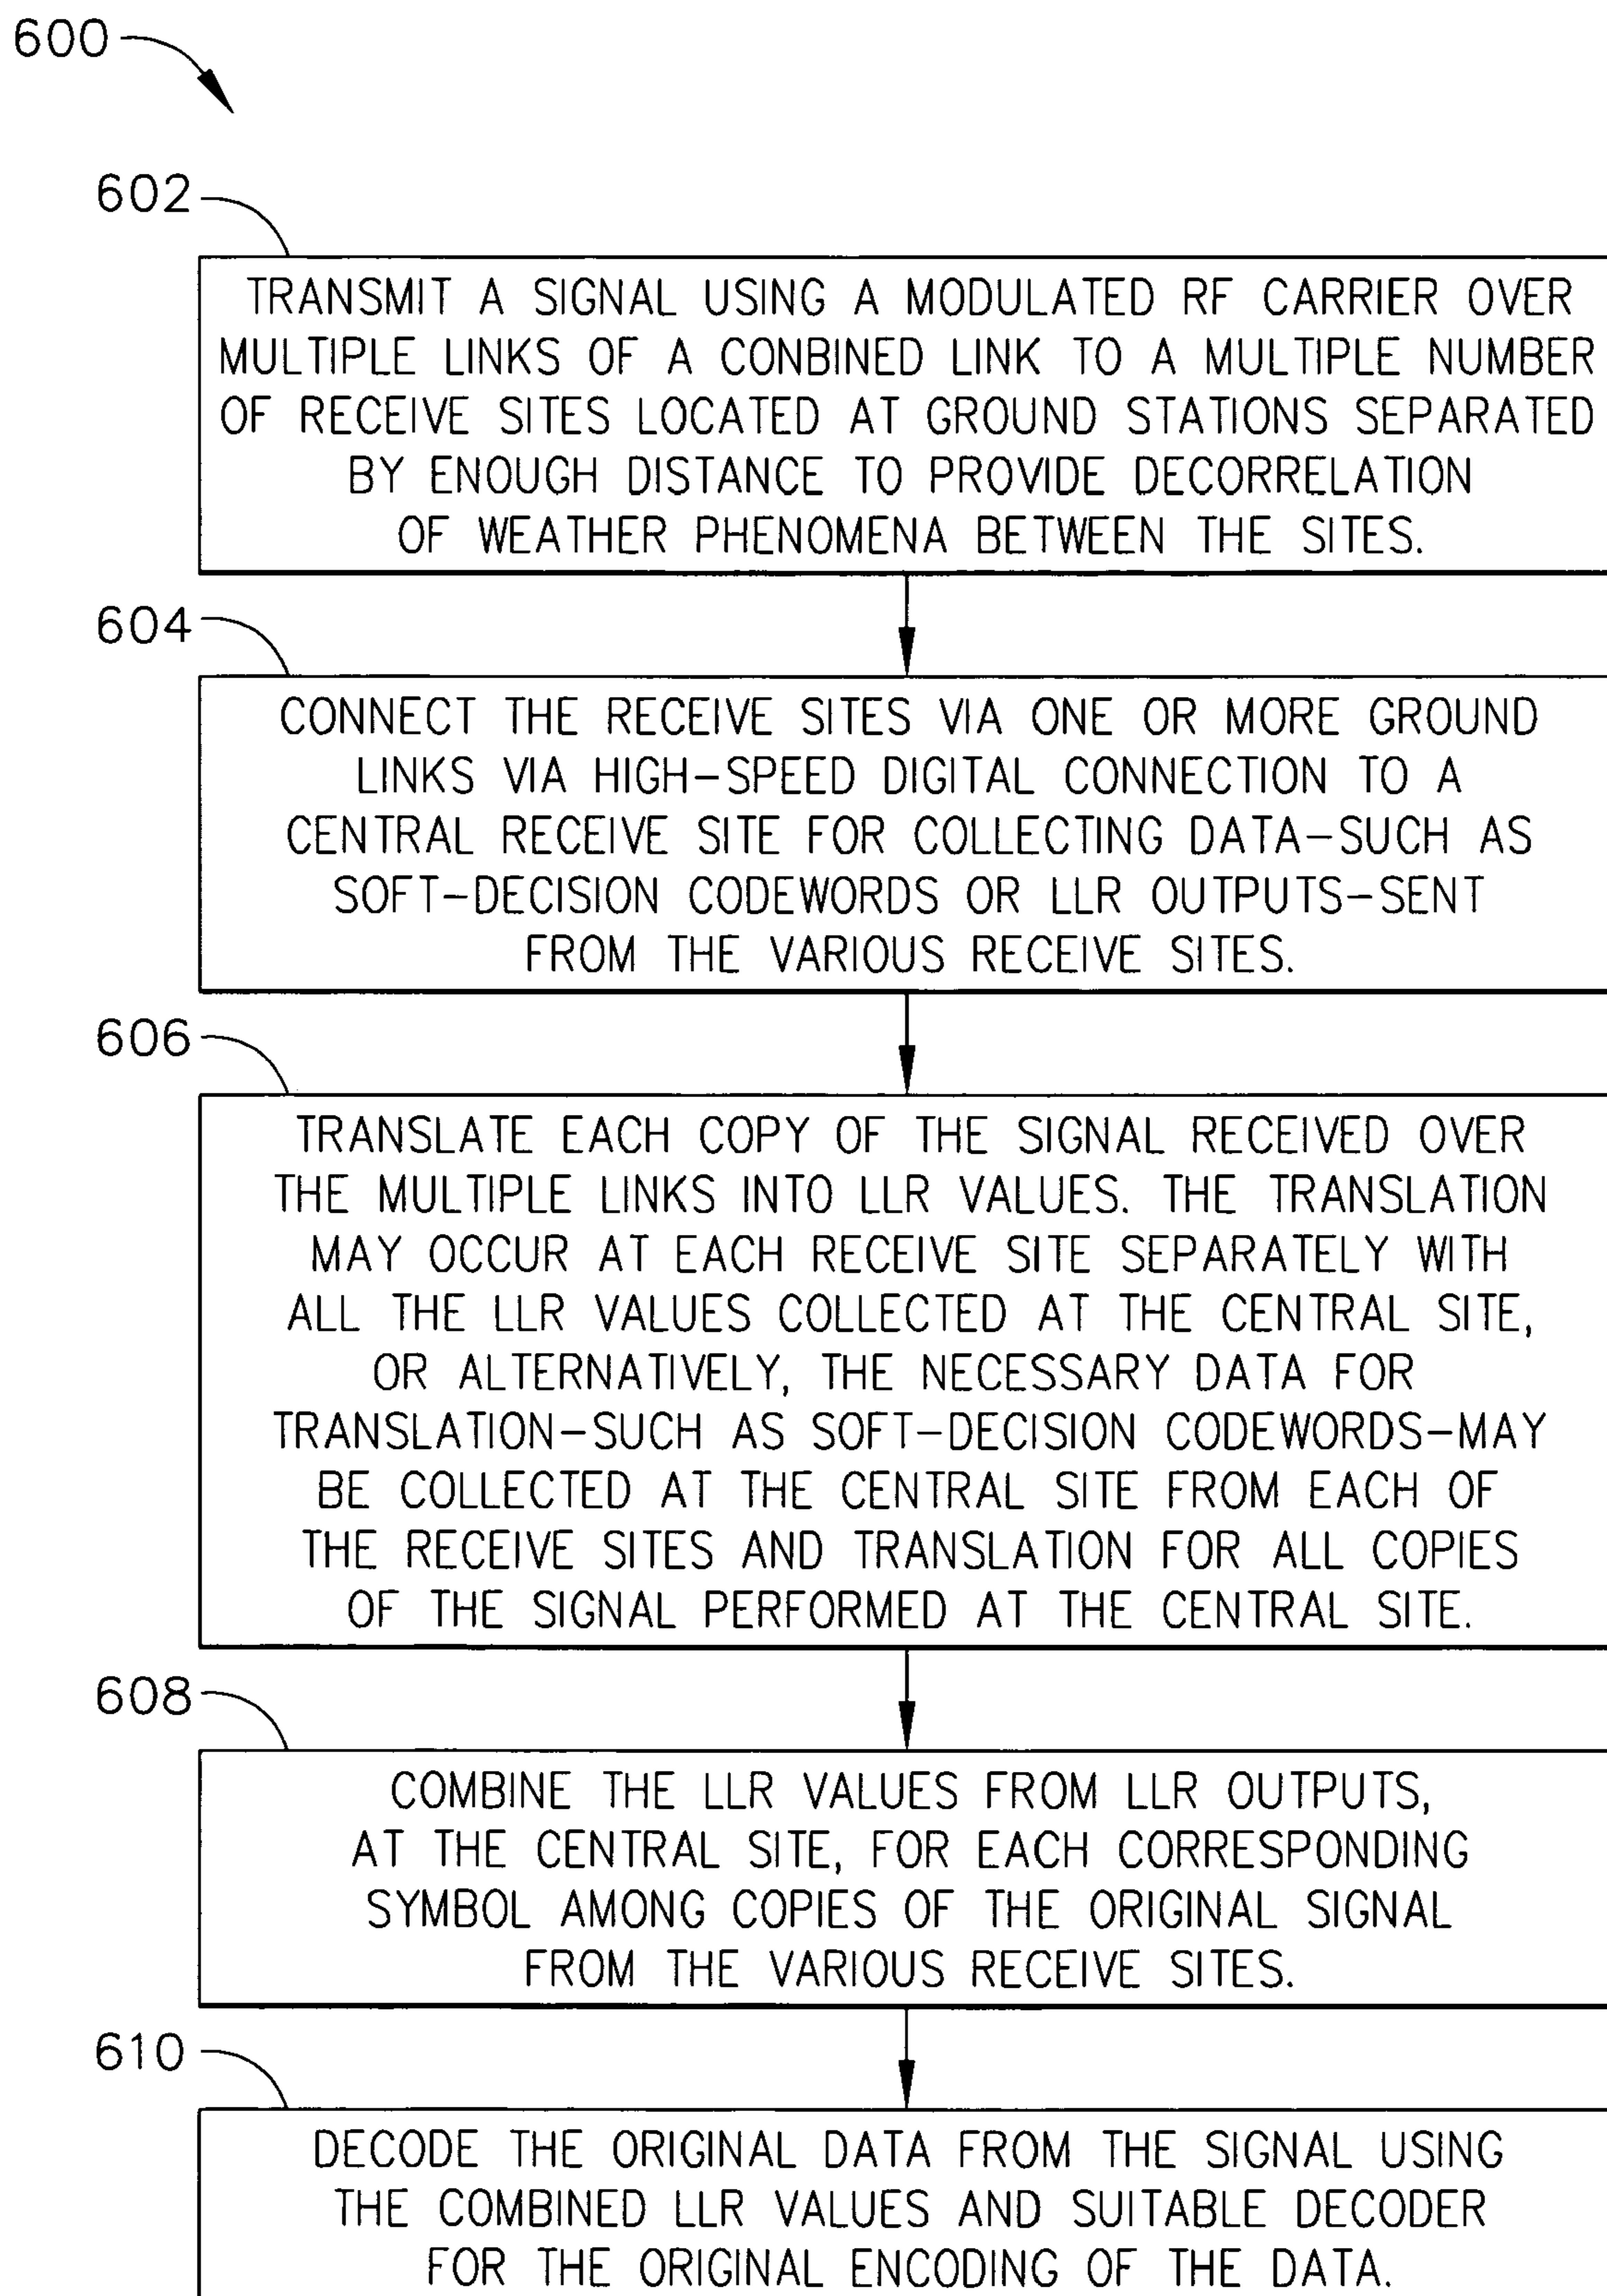 600
602
TRANSMIT A SIGNAL USING A MODULATED RF CARRIER OVER
MULTIPLE LINKS OF A CONBINED LINK TO A MULTIPLE NUMBER
OF RECEIVE SITES LOCATED AT GROUND STATIONS SEPARATED
BY ENOUGH DISTANCE TO PROVIDE DECORRELATION
OF WEATHER PHENOMENA BETWEEN THE SITES.
604
CONNECT THE RECEIVE SITES VIA ONE OR MORE GROUND
LINKS VIA HIGH-SPEED DIGITAL CONNECTION TO A
CENTRAL RECEIVE SITE FOR COLLECTING DATA-SUCH AS
SOFT-DECISION CODEWORDS OR LLR OUTPUTS-SENT
FROM THE VARIOUS RECEIVE SITES.
606
TRANSLATE EACH COPY OF THE SIGNAL RECEIVED OVER
THE MULTIPLE LINKS INTO LLR VALUES. THE TRANSLATION
MAY OCCUR AT EACH RECEIVE SITE SEPARATELY WITH
ALL THE LLR VALUES COLLECTED AT THE CENTRAL SITE,
OR ALTERNATIVELY, THE NECESSARY DATA FOR
TRANSLATION-SUCH AS SOFT-DECISION CODEWORDS-MAY
BE COLLECTED AT THE CENTRAL SITE FROM EACH OF
THE RECEIVE SITES AND TRANSLATION FOR ALL COPIES
OF THE SIGNAL PERFORMED AT THE CENTRAL SITE.
608
COMBINE THE LLR VALUES FROM LLR OUTPUTS,
AT THE CENTRAL SITE, FOR EACH CORRESPONDING
SYMBOL AMONG COPIES OF THE ORIGINAL SIGNAL
FROM THE VARIOUS RECEIVE SITES.
610
DECODE THE ORIGINAL DATA FROM THE SIGNAL USING
THE COMBINED LLR VALUES AND SUITABLE DECODER
FOR THE ORIGINAL ENCODING OF THE DATA.